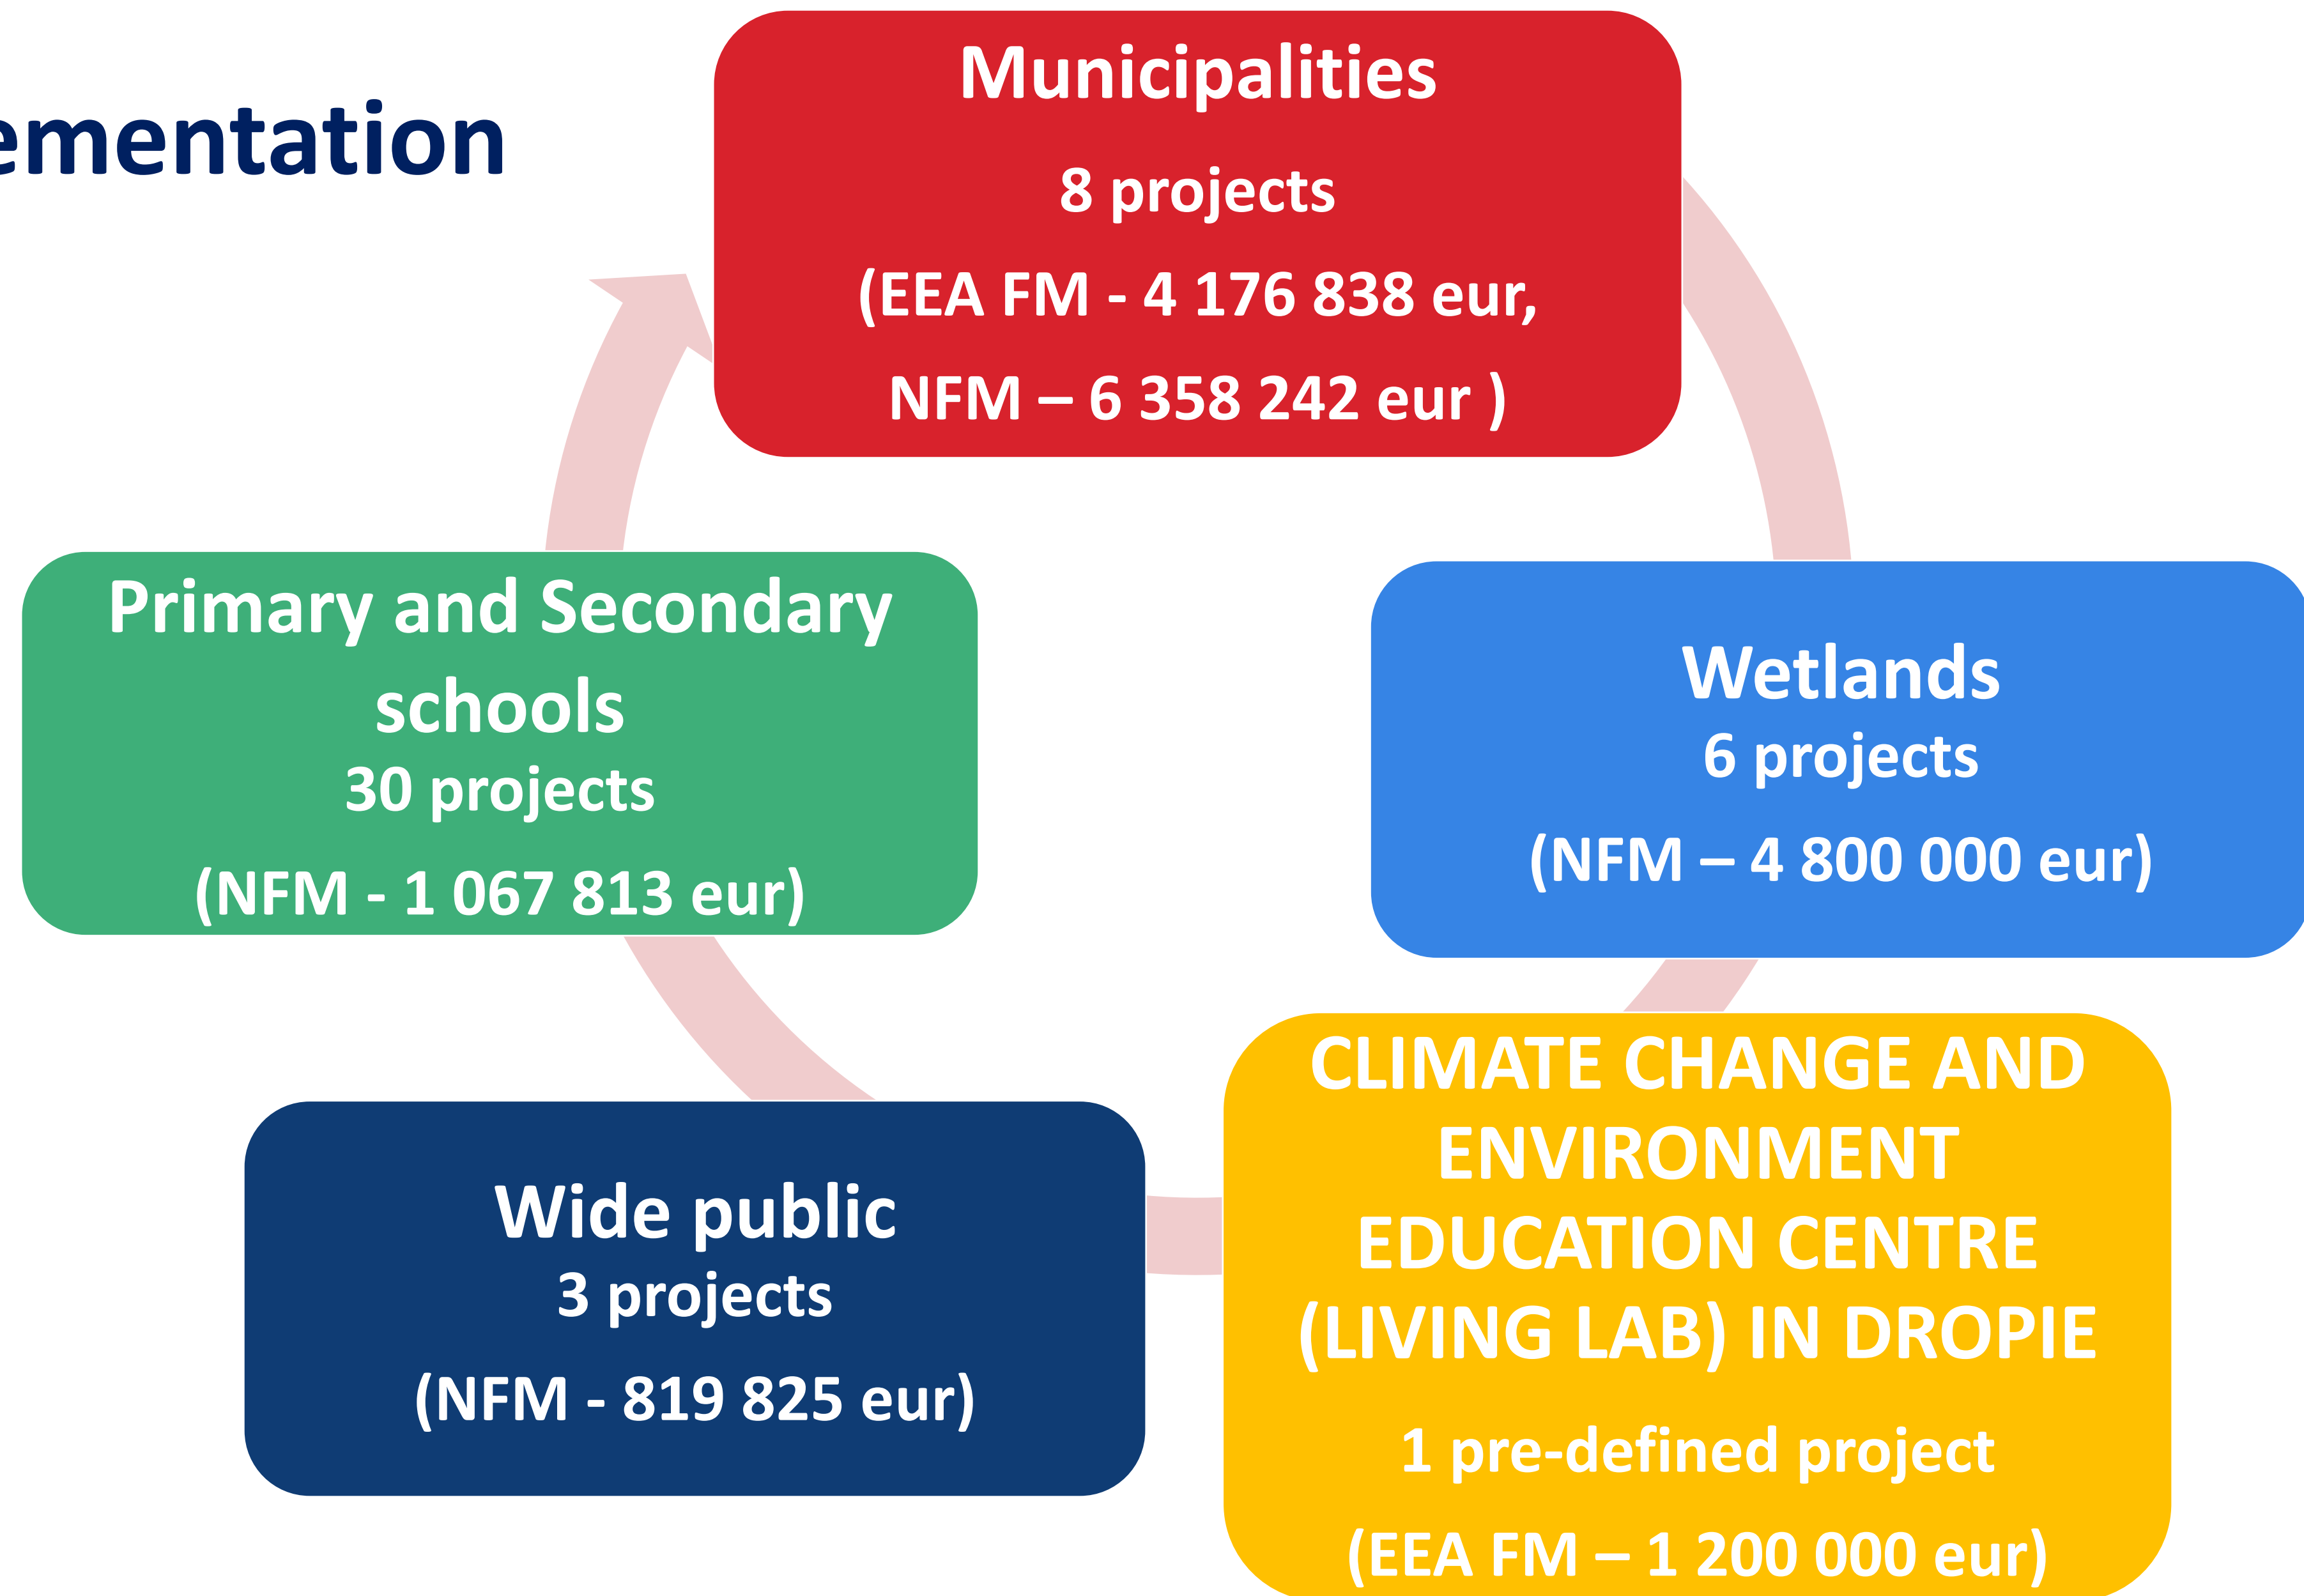 ementation
Municipalities
8 projects
(EEA FM - 4 176 838 eur,
NFM – 6 358 242 eur )
Primary and Secondary
schools
30 projects
(NFM - 1 067 813 eur)
Wetlands
6 projects
(NFM – 4 800 000 eur)
Wide public
3 projects
(NFM - 819 825 eur)
CLIMATE CHANGE AND
ENVIRONMENT
EDUCATION CENTRE
(LIVING LAB) IN DROPIE
1 pre-defined project
(EEA FM – 1 200 000 eur)